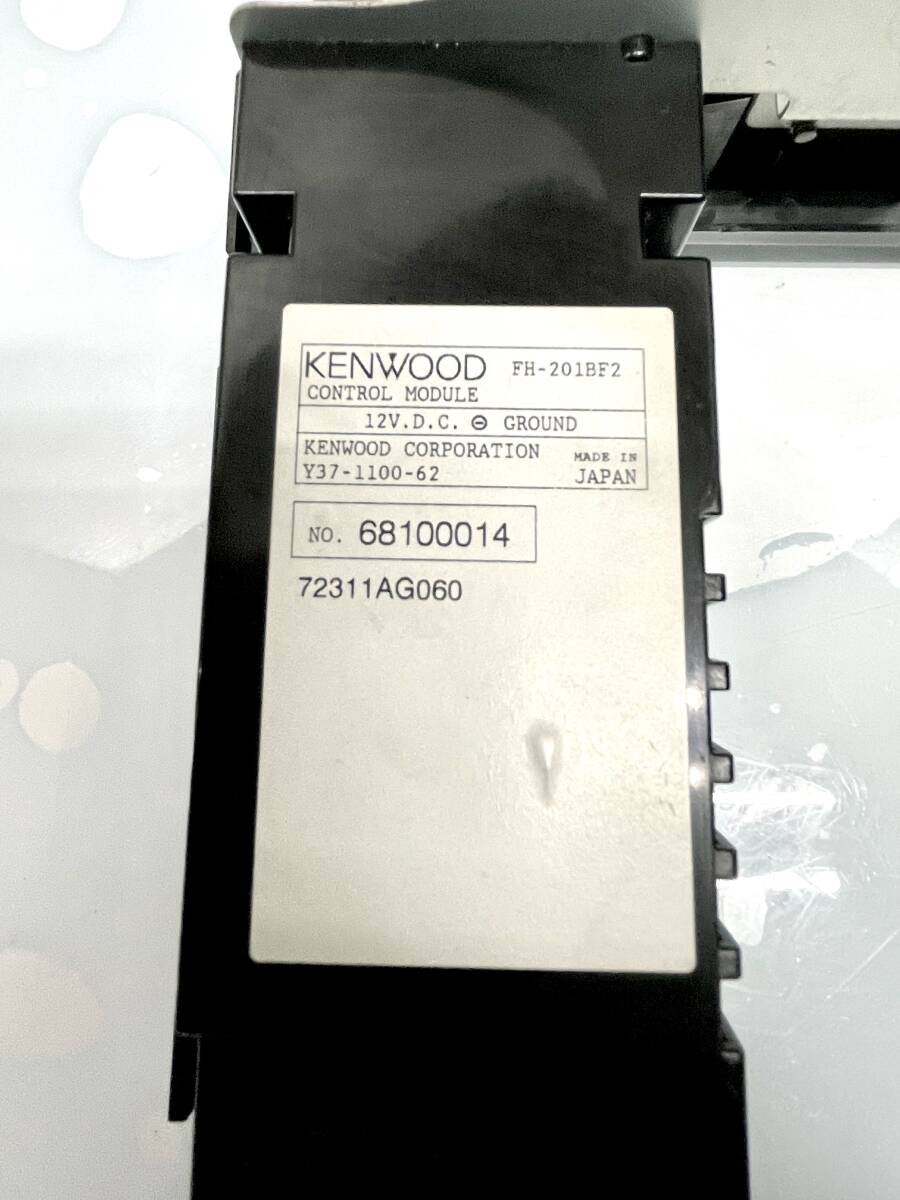 KENWOOD FH-201BF2
CONTROL MODULE
12V.D.C. ⊖ GROUND
KENWOOD CORPORATION MADE IN
Y37-1100-62 JAPAN
NO. 68100014
72311AG060